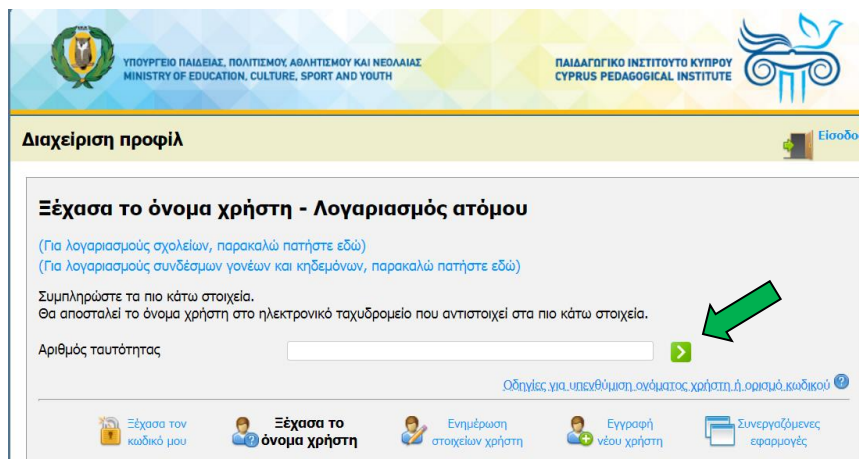 ΥΠΟΥΡΓΕΙΟ ΠΑΙΔΕΙΑΣ, ΠΟΛΙΤΙΣΜΟΥ, ΑΘΛΗΤΙΣΜΟΥ ΚΑΙ ΝΕΟΛΑΙΑΣ
MINISTRY OF EDUCATION, CULTURE, SPORT AND YOUTH
ΠΑΙΔΑΓΩΓΙΚΟ ΙΝΣΤΙΤΟΥΤΟ ΚΥΠΡΟΥ
CYPRUS PEDAGOGICAL INSTITUTE
Διαχείριση προφίλ
Είσοδο
Ξέχασα το όνομα χρήστη - Λογαριασμός ατόμου
(Για λογαριασμούς σχολείων, παρακαλώ πατήστε εδώ)
(Για λογαριασμούς συνδέσμων γονέων και κηδεμόνων, παρακαλώ πατήστε εδώ)
Συμπληρώστε τα πιο κάτω στοιχεία.
Θα αποσταλεί το όνομα χρήστη στο ηλεκτρονικό ταχυδρομείο που αντιστοιχεί στα πιο κάτω στοιχεία.
Αριθμός ταυτότητας
Οδηγίες για υπενθύμιση ονόματος χρήστη ή ορισμό κωδικού
Ξέχασα τον
κωδικό μου
Ξέχασα το
όνομα χρήστη
Ενημέρωση
στοιχείων χρήστη
Εγγραφή
νέου χρήστη
Συνεργαζόμενες
εφαρμογές